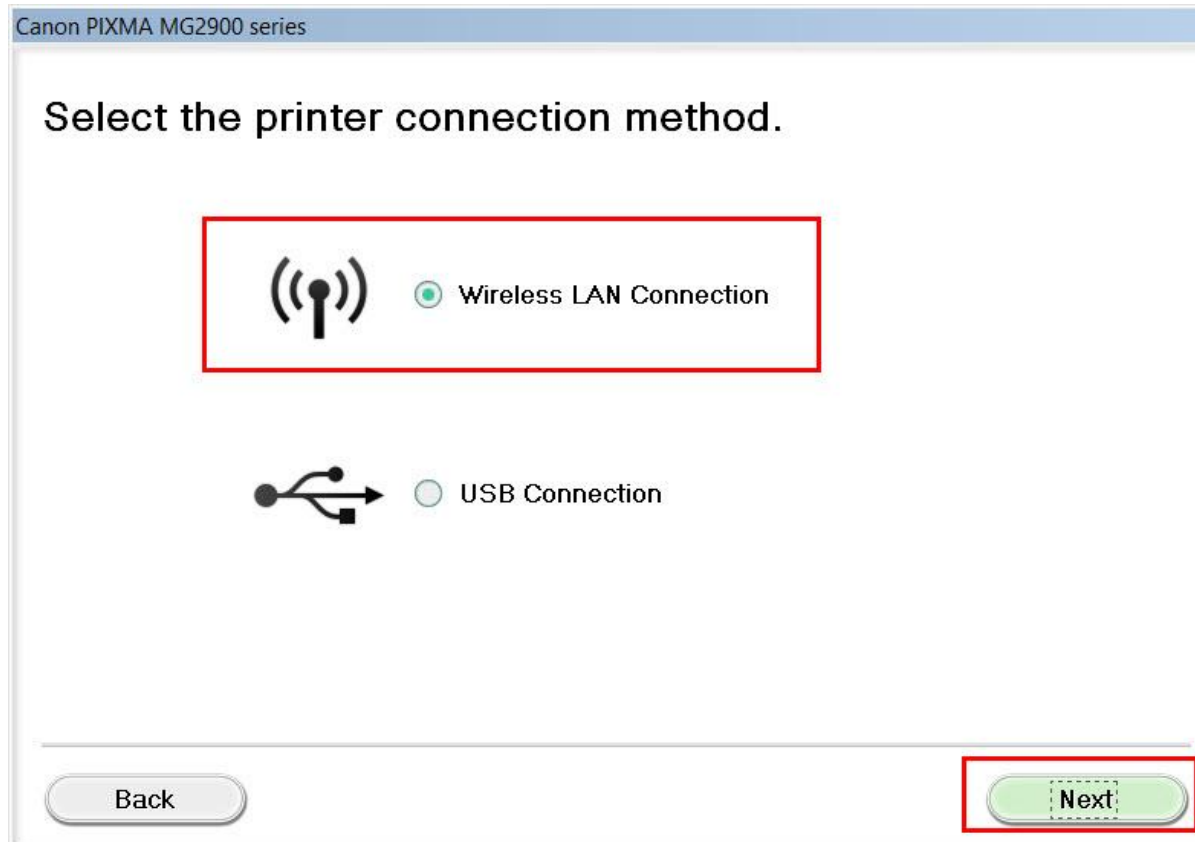 Canon PIXMA MG2900 series
Select the printer connection method.
Wireless LAN Connection
USB Connection
Back
Next